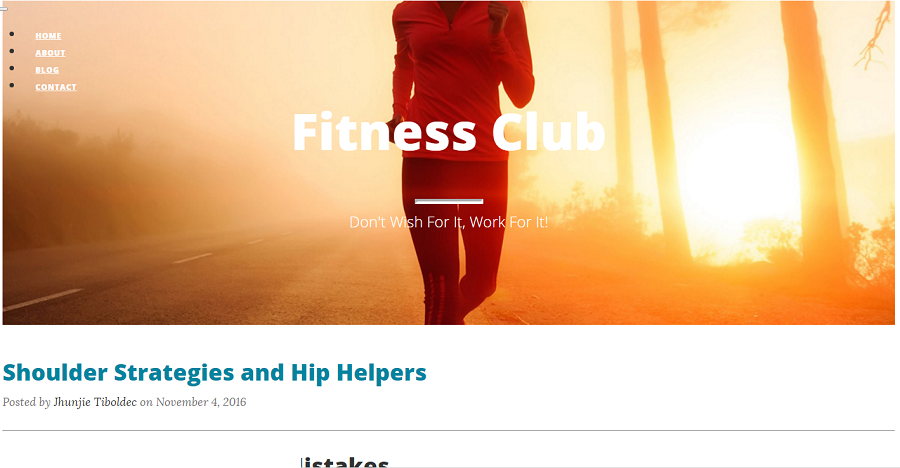 HOME
ABOUT
BLOG
CONTACT
Fitness Club
Don't Wish For It, Work For It!
Shoulder Strategies and Hip Helpers
Posted by Jhunjie Tiboldec on November 4, 2016
istakes